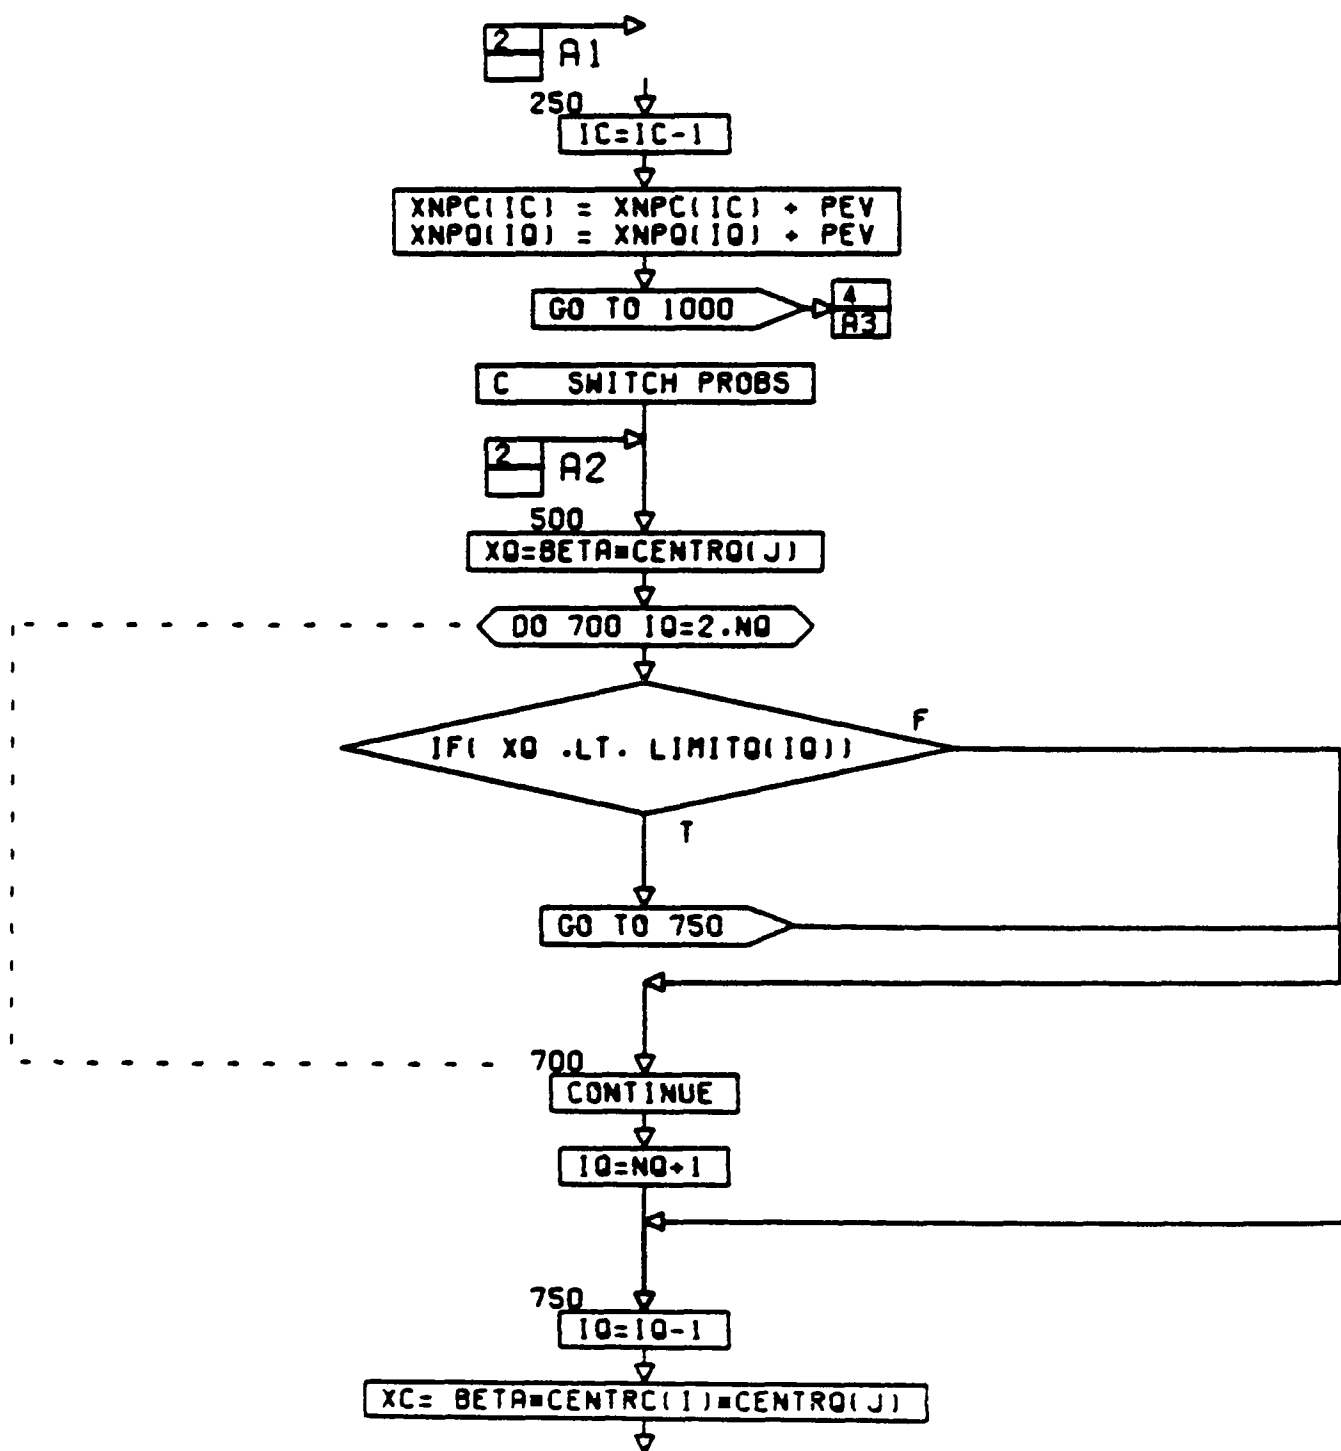 2
A1
250
IC=IC-1
XNPC(IC) = XNPC(IC) + PEV
XNPQ(IQ) = XNPQ(IQ) + PEV
GO TO 1000
4
A3
C SWITCH PROBS
2
A2
500
XQ=BETA*CENTRQ(J)
DO 700 IQ=2,NQ
IF( XQ .LT. LIMITQ(IQ))
F
T
GO TO 750
700
CONTINUE
IQ=NQ+1
750
IQ=IQ-1
XC= BETA*CENTRC(I)*CENTRQ(J)